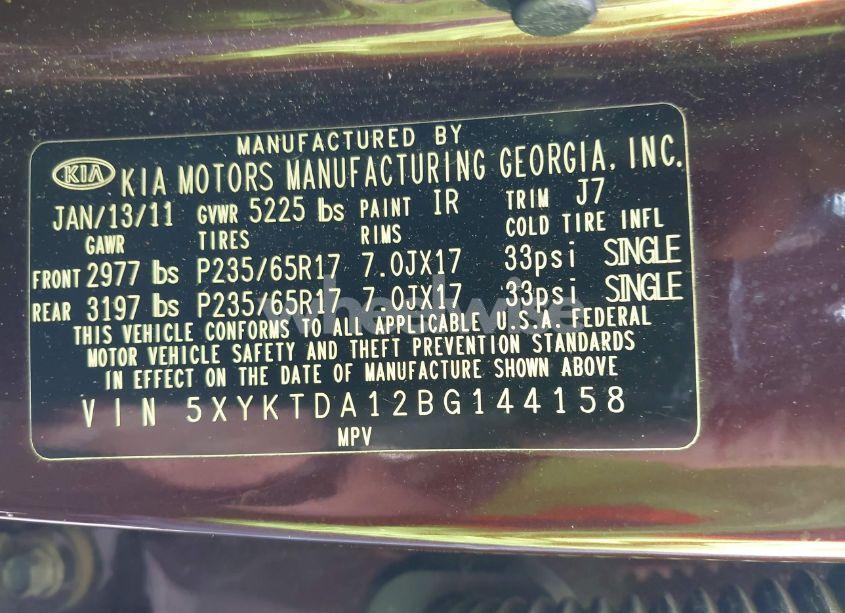 MANUFACTURED BY
KIA KIA MOTORS MANUFACTURING GEORGIA, INC.
JAN/13/11 GVWR 5225 lbs PAINT IR TRIM J7
GAWR TIRES RIMS COLD TIRE INFL
FRONT 2977 lbs P235/65R17 7.0JX17 33psi SINGLE
REAR 3197 lbs P235/65R17 7.0JX17 33psi SINGLE
wheelwise
THIS VEHICLE CONFORMS TO ALL APPLICABLE U.S.A. FEDERAL
MOTOR VEHICLE SAFETY AND THEFT PREVENTION STANDARDS
IN EFFECT ON THE DATE OF MANUFACTURE SHOWN ABOVE
VIN 5XYKTDA12BG144158
MPV